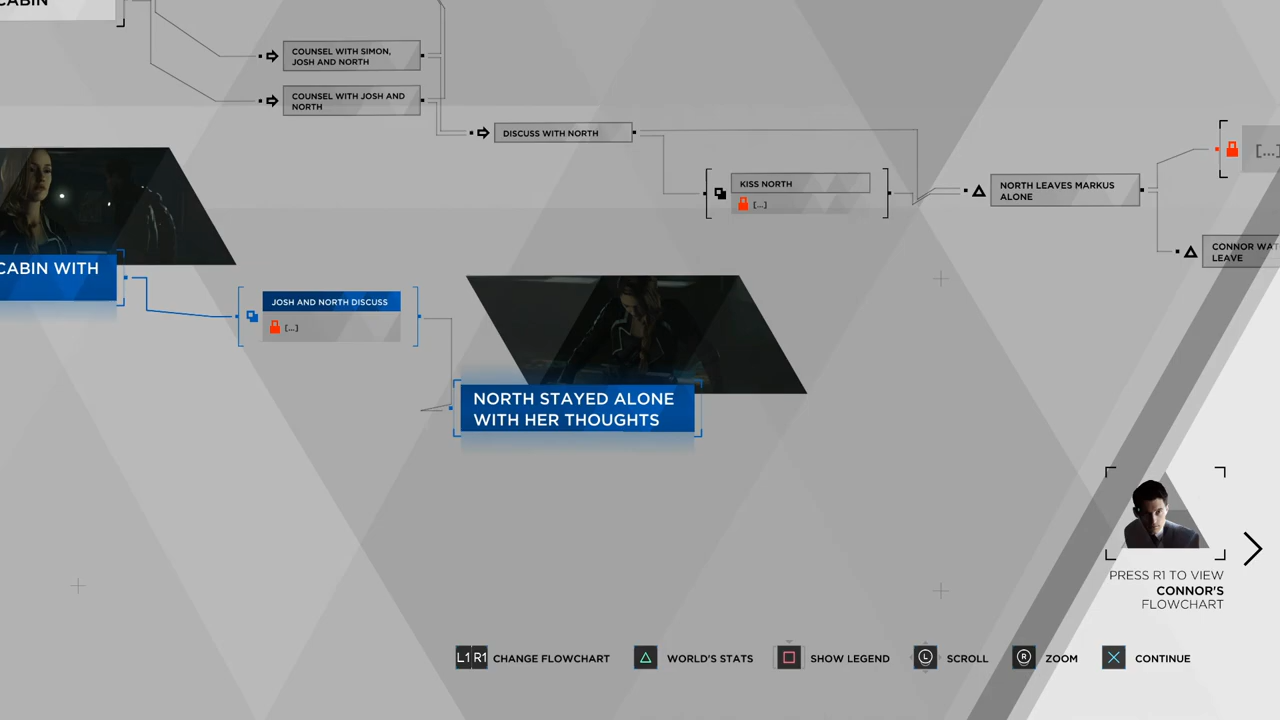 CABIN
COUNSEL WITH SIMON,
JOSH AND NORTH
COUNSEL WITH JOSH AND
NORTH
DISCUSS WITH NORTH
[...]
KISS NORTH
[...]
NORTH LEAVES MARKUS
ALONE
CONNOR WAT
LEAVE
CABIN WITH
JOSH AND NORTH DISCUSS
[...]
NORTH STAYED ALONE
WITH HER THOUGHTS
PRESS R1 TO VIEW
CONNOR'S
FLOWCHART
L1 R1 CHANGE FLOWCHART
WORLD'S STATS
SHOW LEGEND
L SCROLL
R ZOOM
CONTINUE